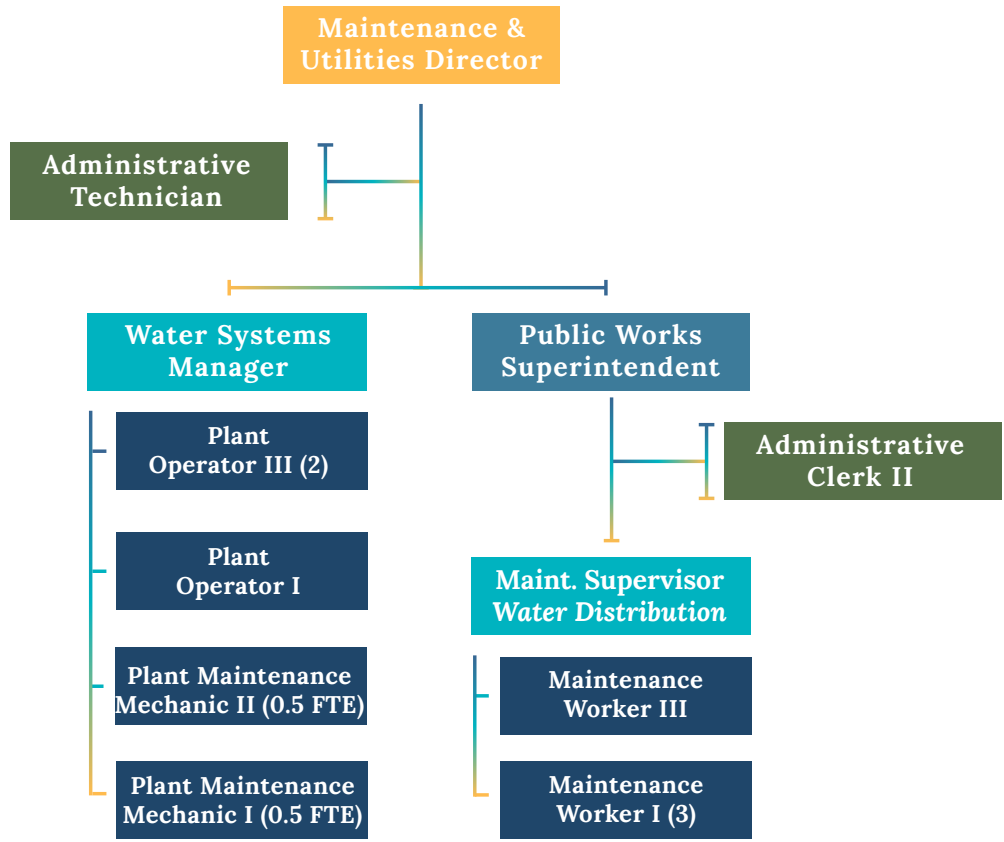 Maintenance &
Utilities Director
Administrative
Technician
Water Systems
Manager
Plant
Operator III (2)
Plant
Operator I
Plant Maintenance
Mechanic II (0.5 FTE)
Plant Maintenance
Mechanic I (0.5 FTE)
Public Works
Superintendent
Administrative
Clerk II
Maint. Supervisor
Water Distribution
Maintenance
Worker III
Maintenance
Worker I (3)